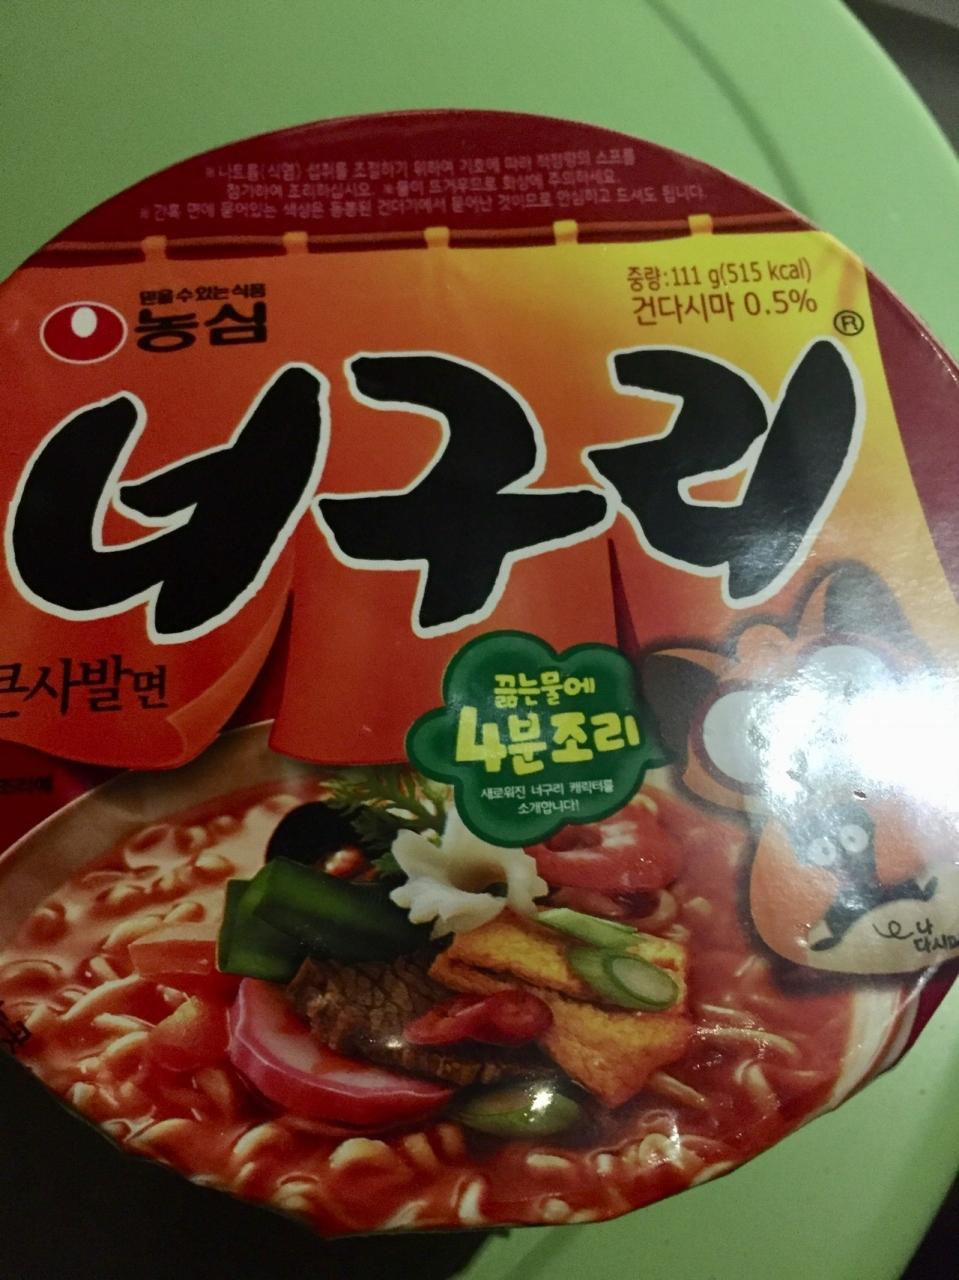 ※나트륨(식염) 섭취를 조절하기 위하여 기호에 따라 적정량의 스프를
첨가하여 조리하십시오. ※물이 뜨거우므로 화상에 주의하세요.
※간혹 면에 묻어있는 색상은 동봉된 건더기에서 묻어난 것이므로 안심하고 드셔도 됩니다.
중량:111 g(515 kcal)
건다시마 0.5%
믿을 수 있는 식품
농심
너구리®
큰사발면
끓는물에
4분조리
새로워진 너구리 캐릭터를
소개합니다!
조리예
나
다시마